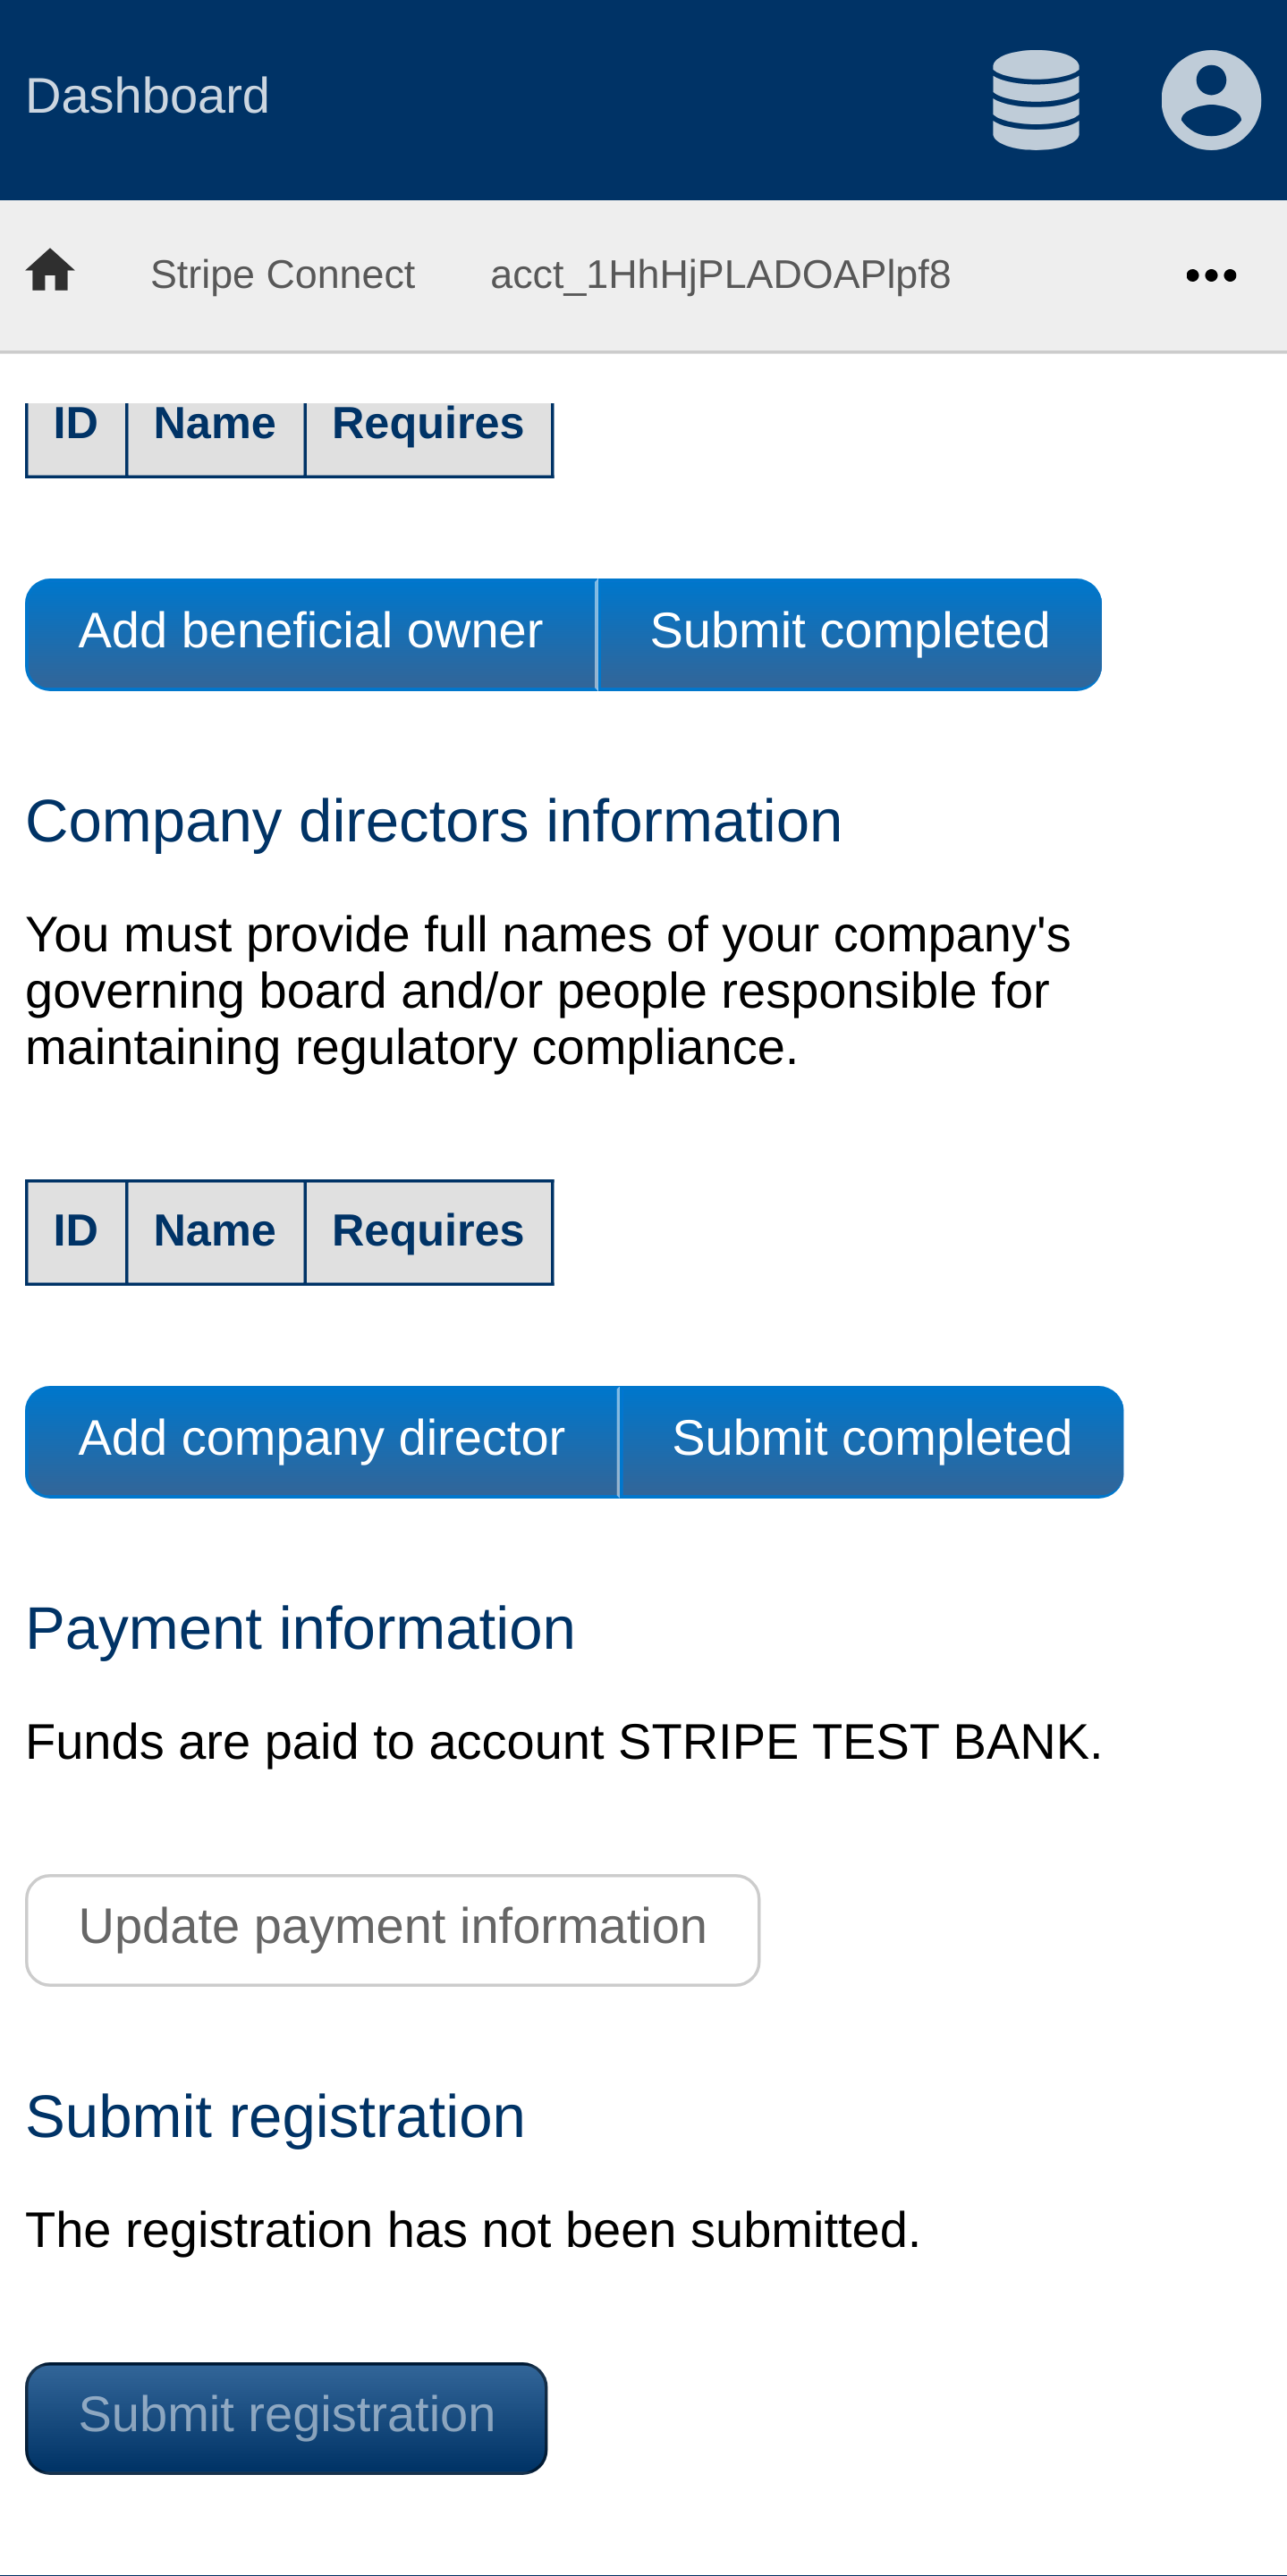 Dashboard
Stripe Connect acct_1HhHjPLADOAPlpf8
ID Name Requires
Add beneficial owner Submit completed
Company directors information
You must provide full names of your company's
governing board and/or people responsible for
maintaining regulatory compliance.
ID Name Requires
Add company director Submit completed
Payment information
Funds are paid to account STRIPE TEST BANK.
Update payment information
Submit registration
The registration has not been submitted.
Submit registration